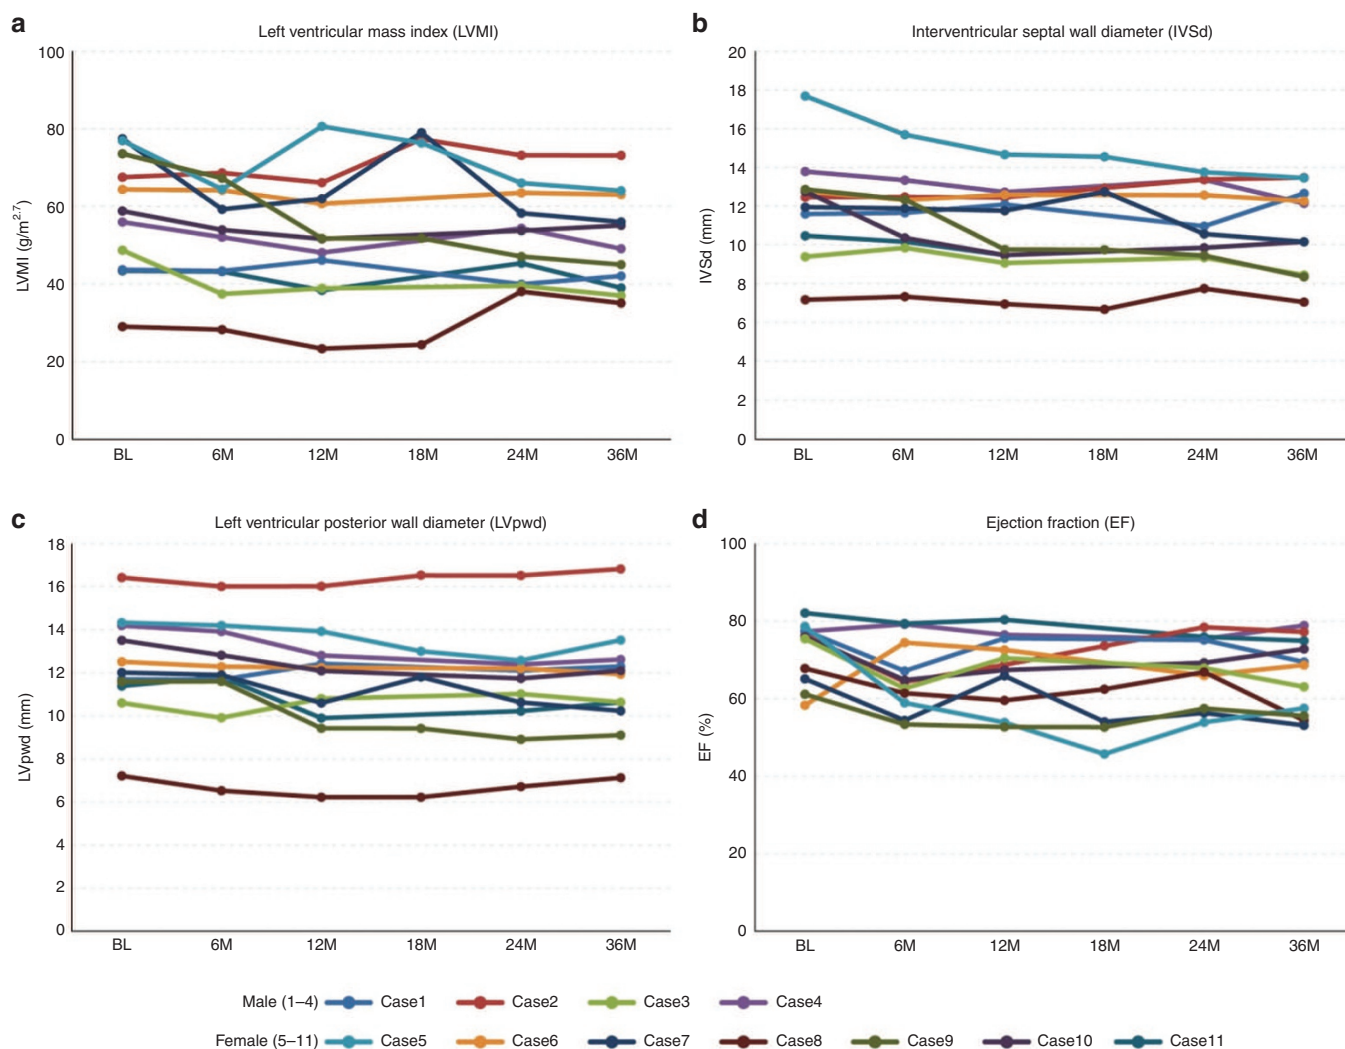 a
Left ventricular mass index (LVMI)
100
80
60
40
20
0
LVMI (g/m2.7)
BL 6M 12M 18M 24M 36M
b
Interventricular septal wall diameter (IVSd)
20
18
16
14
12
10
8
6
4
2
0
IVSd (mm)
BL 6M 12M 18M 24M 36M
c
Left ventricular posterior wall diameter (LVpwd)
18
16
14
12
10
8
6
4
2
0
LVpwd (mm)
BL 6M 12M 18M 24M 36M
d
Ejection fraction (EF)
100
80
60
40
20
0
EF (%)
BL 6M 12M 18M 24M 36M
Male (1–4) Case1 Case2 Case3 Case4
Female (5–11) Case5 Case6 Case7 Case8 Case9 Case10 Case11